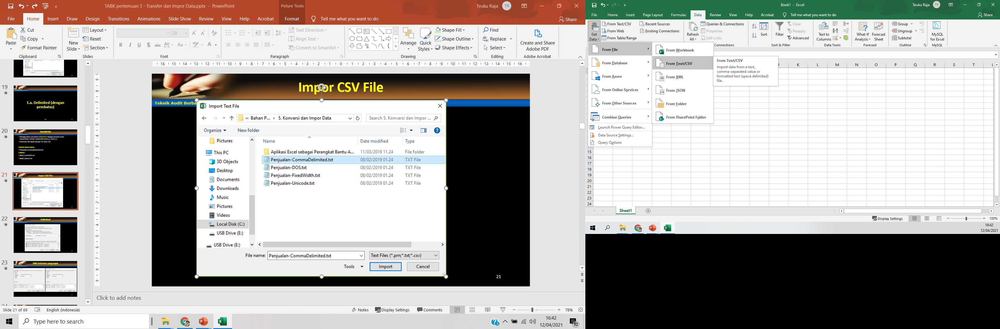 TABK pertemuan 3 - Transfer dan Impor Data.pptx - PowerPoint
Picture Tools
Teuku Raja
TR
File Home Insert Draw Design Transitions Animations Slide Show Review View Help Acrobat Format Tell me what you want to do
Share
Paste
Cut
Copy
Format Painter
Clipboard
New Slide
Layout
Reset
Section
Slides
28
Font
Text Direction
Align Text
Convert to SmartArt
Paragraph
Arrange
Quick Styles
Shape Fill
Shape Outline
Shape Effects
Drawing
Find
Replace
Select
Editing
Create and Share Adobe PDF
Adobe Acrobat
19
1.a. Delimited (dengan
pembatas)
20
DELIMITED
21
Impor CSV File
22
Delimited
23
Pilih Delimiter yang tepat
Impor CSV File
Teknik Audit Berba
Import Text File
Bahan P... > 5. Konversi dan Impor Data
Search 5. Konversi dan Impor ...
Organize
New folder
Name Date modified Type
Pictures
This PC
3D Objects
Desktop
Documents
Downloads
Music
Pictures
Videos
Local Disk (C:)
USB Drive (E:)
USB Drive (E:)
Aplikasi Excel sebagai Perangkat Bantu A... 11/03/2019 11.24 File folder
Penjualan-CommaDelimited.txt 08/02/2019 01.24 TXT File
Penjualan-DOS.txt 08/02/2019 01.24 TXT File
Penjualan-FixedWidth.txt 08/02/2019 01.24 TXT File
Penjualan-Unicode.txt 08/02/2019 01.24 TXT File
File name: Penjualan-CommaDelimited.txt Text Files (*.prn;*.txt;*.csv)
Tools Import Cancel
21
Click to add notes
Slide 21 of 69 English (Indonesia) Notes Display Settings Comments 78%
Type here to search
16:42
12/04/2021
10
Book1 - Excel
Teuku Raja
TR
File Home Insert Page Layout Formulas Data Review View Help Acrobat Tell me what you want to do
Share
Get Data
From Text/CSV
From Web
From Table/Range
Recent Sources
Existing Connections
Refresh All
Queries & Connections
Properties
Edit Links
Connections
Sort
Filter
Clear
Reapply
Advanced
Sort & Filter
Text to Columns
Data Tools
What-If Analysis
Forecast Sheet
Forecast
Group
Ungroup
Subtotal
Outline
MySQL for Excel
MySQL
From File
From Database
From Azure
From Online Services
From Other Sources
Combine Queries
Launch Power Query Editor...
Data Source Settings...
Query Options
From Workbook
From Text/CSV
From XML
From JSON
From Folder
From SharePoint Folder
From Text/CSV
Import data from a text,
comma-separated value or
formatted text (space delimited)
file.
K L M N O P Q R S T
15
16
17
18
19
20
21
22
23
24
Sheet1
Display Settings 100%
16:42
12/04/2021